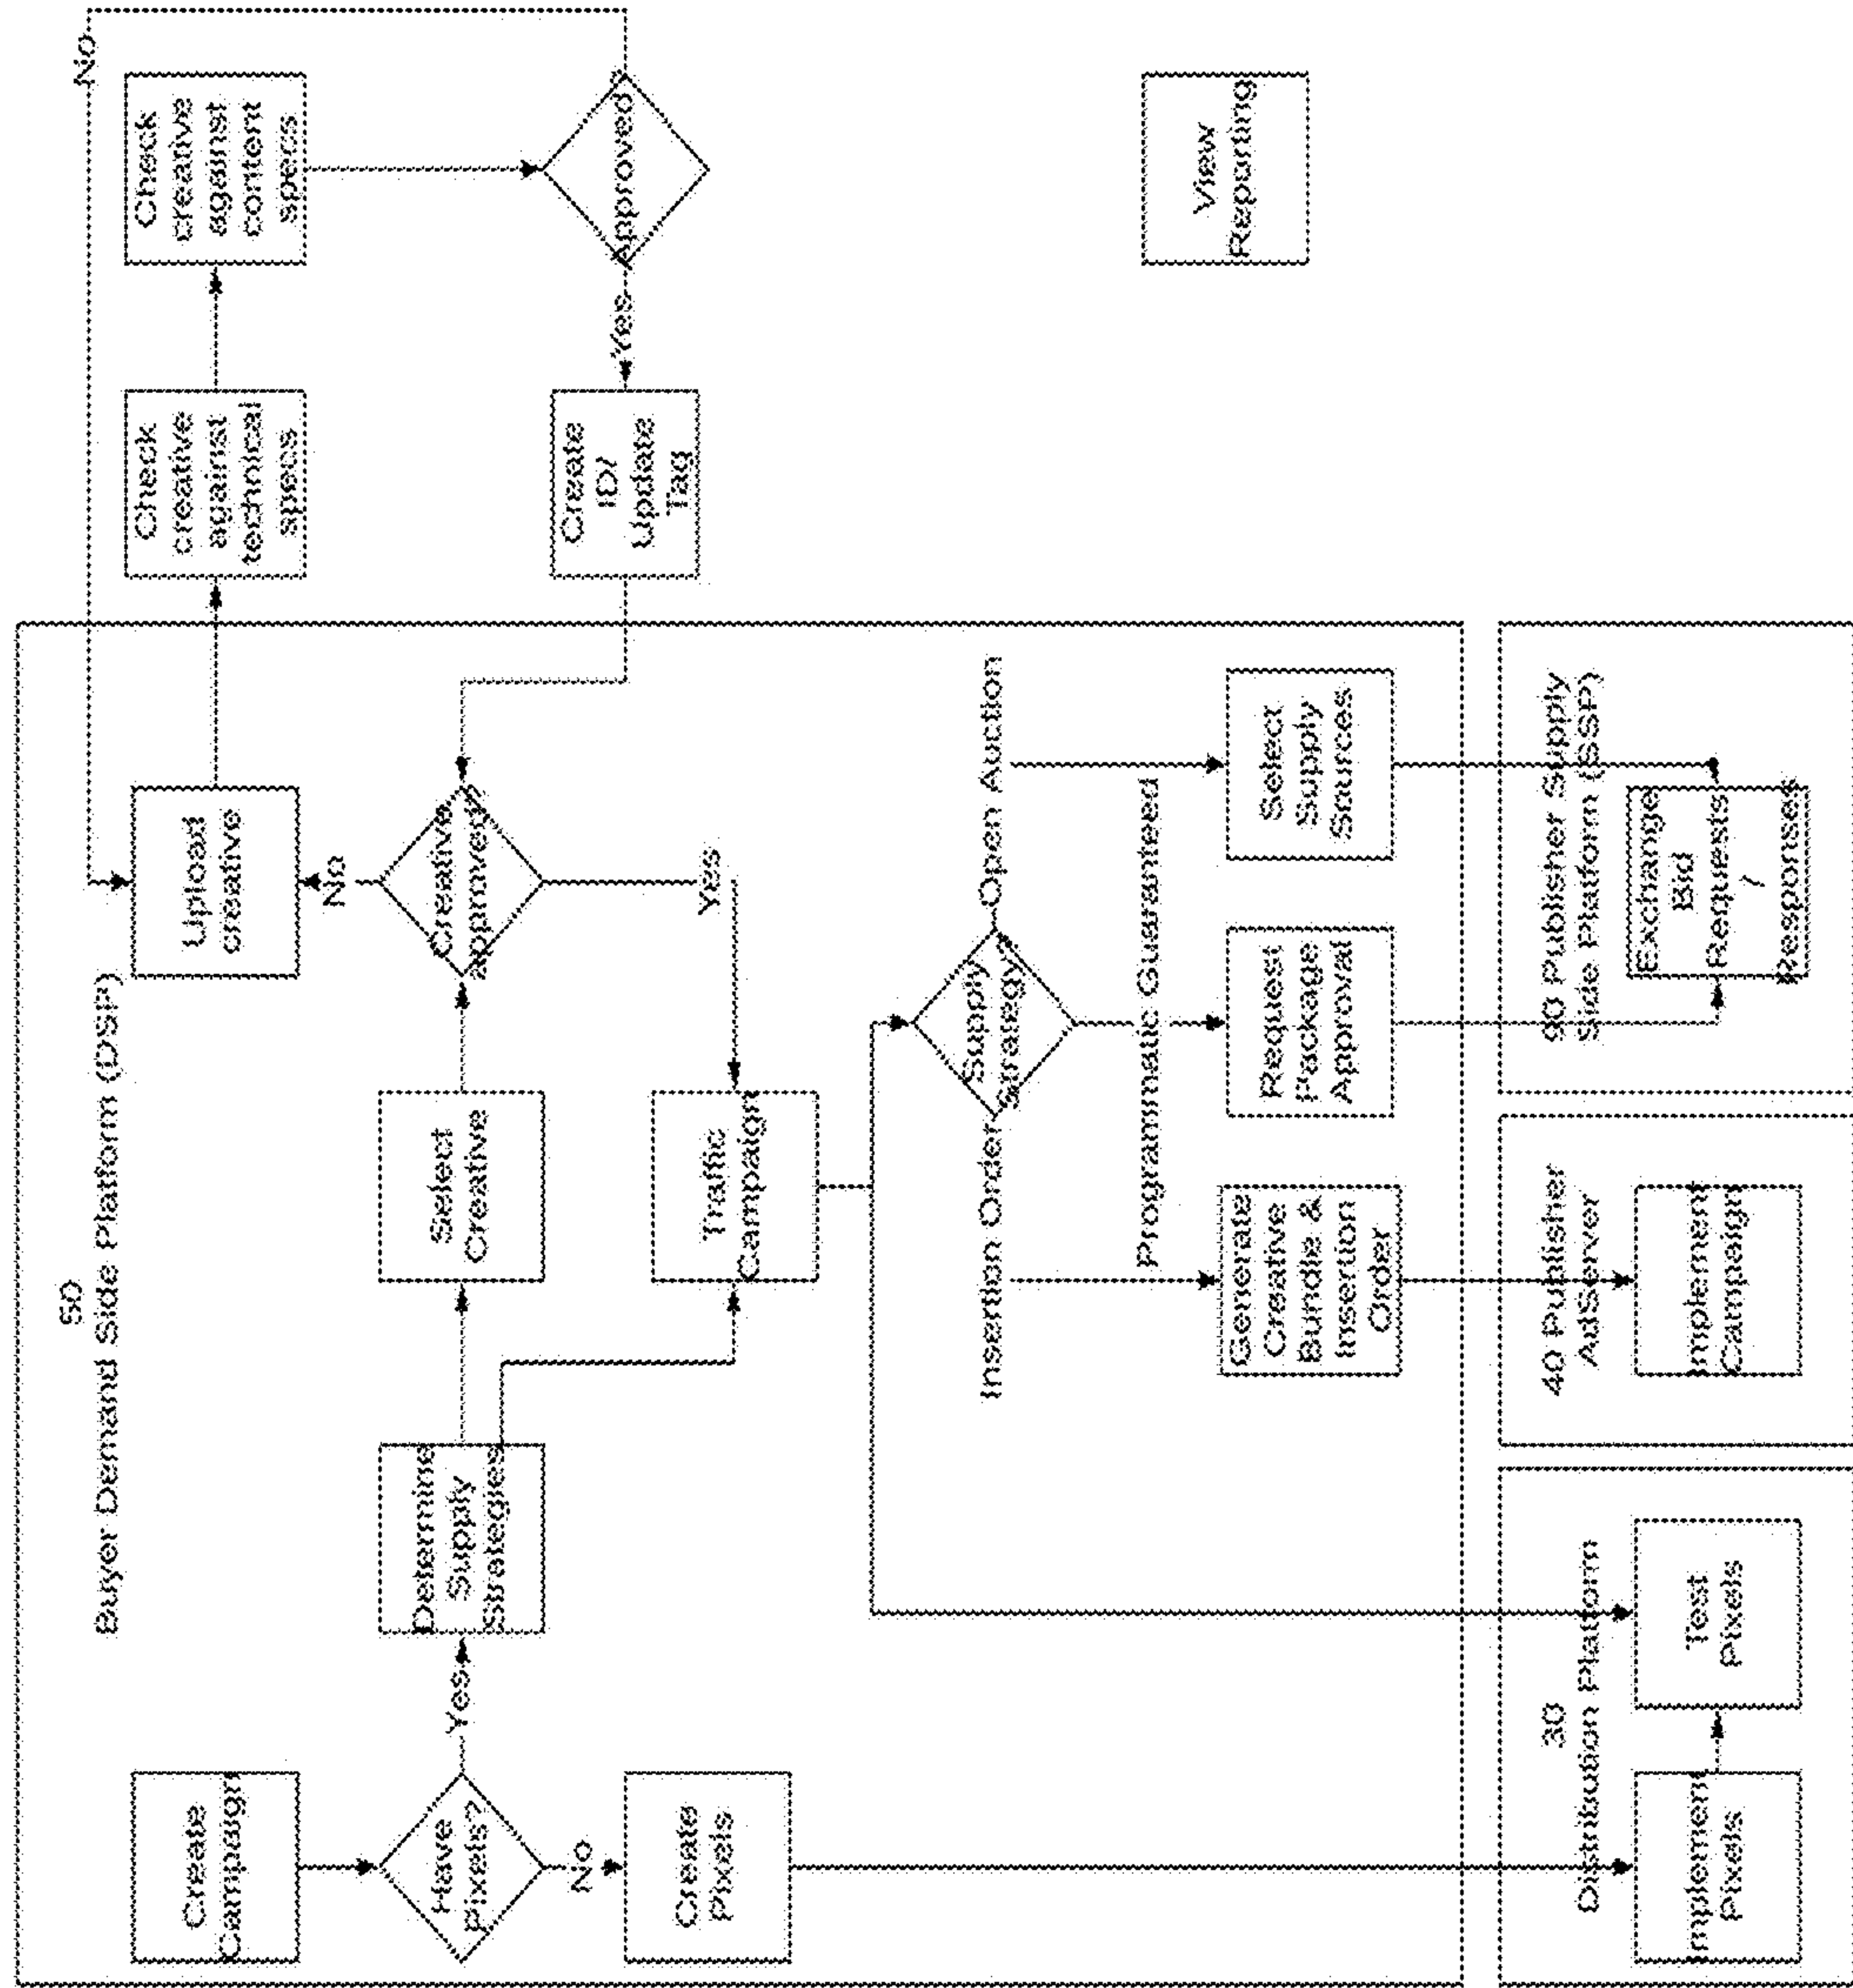 50
Buyer Demand Side Platform (DSP)
Create
Campaign
Have
Pixels?
Yes
No
Create
Pixels
Determine
Supply
Strategies
Select
Creative
Creative
approved?
No
Yes
Upload
creative
Traffic
Campaign
Check
creative
against
technical
specs
Check
creative
against
content
specs
Approved?
No
Yes
Create
ID/
Update
Tag
Supply
Strategy?
Insertion Order
Programmatic Guaranteed
Open Auction
Generate
Creative
Bundle &
Insertion
Order
Request
Package
Approval
Select
Supply
Sources
View
Reporting
30
Distribution Platform
Implement
Pixels
Test
Pixels
40 Publisher
AdServer
Implement
Campaign
90 Publisher Supply
Side Platform (SSP)
Exchange
Bid
Requests
/
Responses